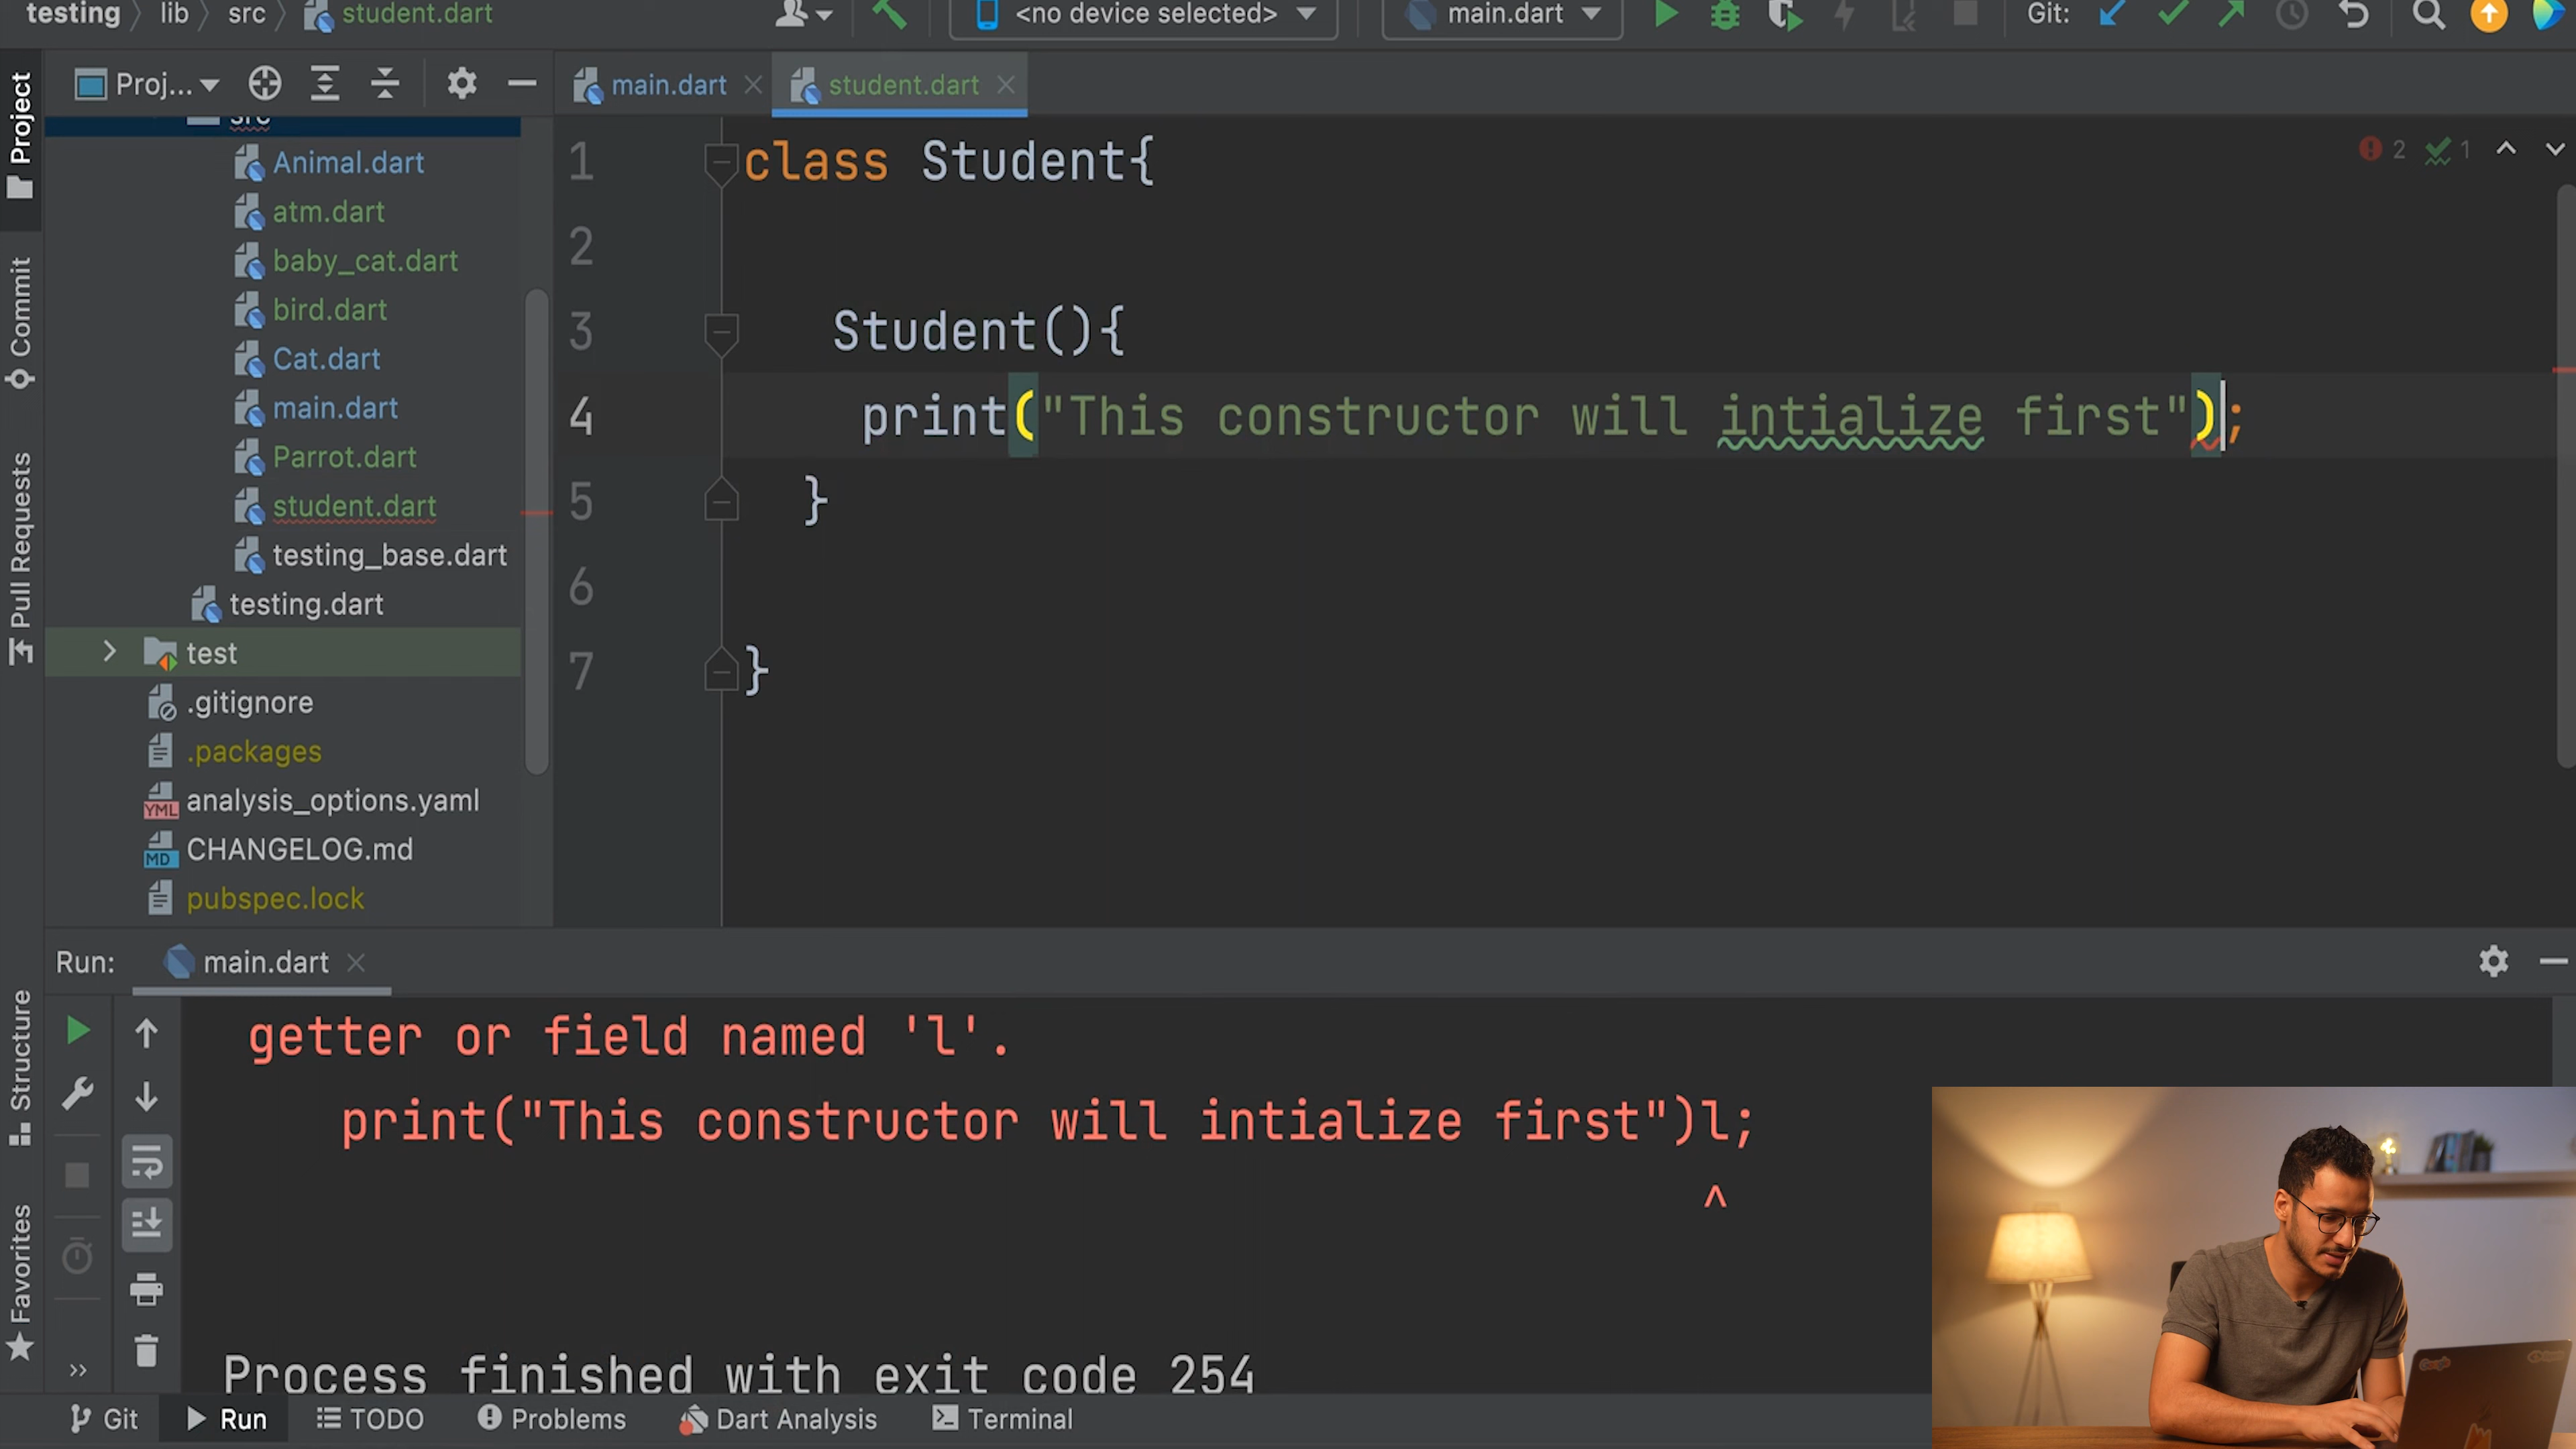 testing lib src student.dart <no device selected> main.dart Git:
Project
Commit
Pull Requests
Structure
Favorites
Proj...
src
Animal.dart
atm.dart
baby_cat.dart
bird.dart
Cat.dart
main.dart
Parrot.dart
student.dart
testing_base.dart
testing.dart
test
.gitignore
.packages
YML analysis_options.yaml
MD CHANGELOG.md
pubspec.lock
main.dart student.dart
2 1
1 class Student{
2
3 Student(){
4 print("This constructor will intialize first");
5 }
6
7 }
Run: main.dart
getter or field named 'l'.
print("This constructor will intialize first")l;
^
Process finished with exit code 254
Git Run TODO Problems Dart Analysis Terminal
Google